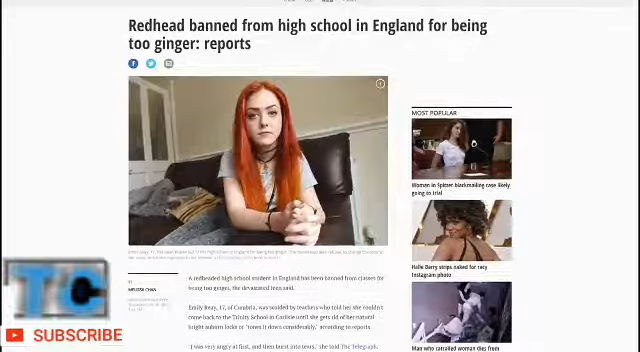 Redhead banned from high school in England for being
too ginger: reports
MOST POPULAR
Woman in Spitzer blackmailing case likely
going to trial
Halle Berry strips naked for racy
Instagram photo
Man who catcalled woman dies from
By
MELISSA CHAN
A redheaded high school student in England has been banned from classes for
being too ginger, the devastated teen said.
Emily Reay, 17, of Cumbria, was scolded by teachers who told her she couldn't
come back to the Trinity School in Carlisle until she gets rid of her natural
bright auburn locks or "tones it down considerably," according to reports.
"I was very angry at first, and then burst into tears," she told The Telegraph.
TC
SUBSCRIBE